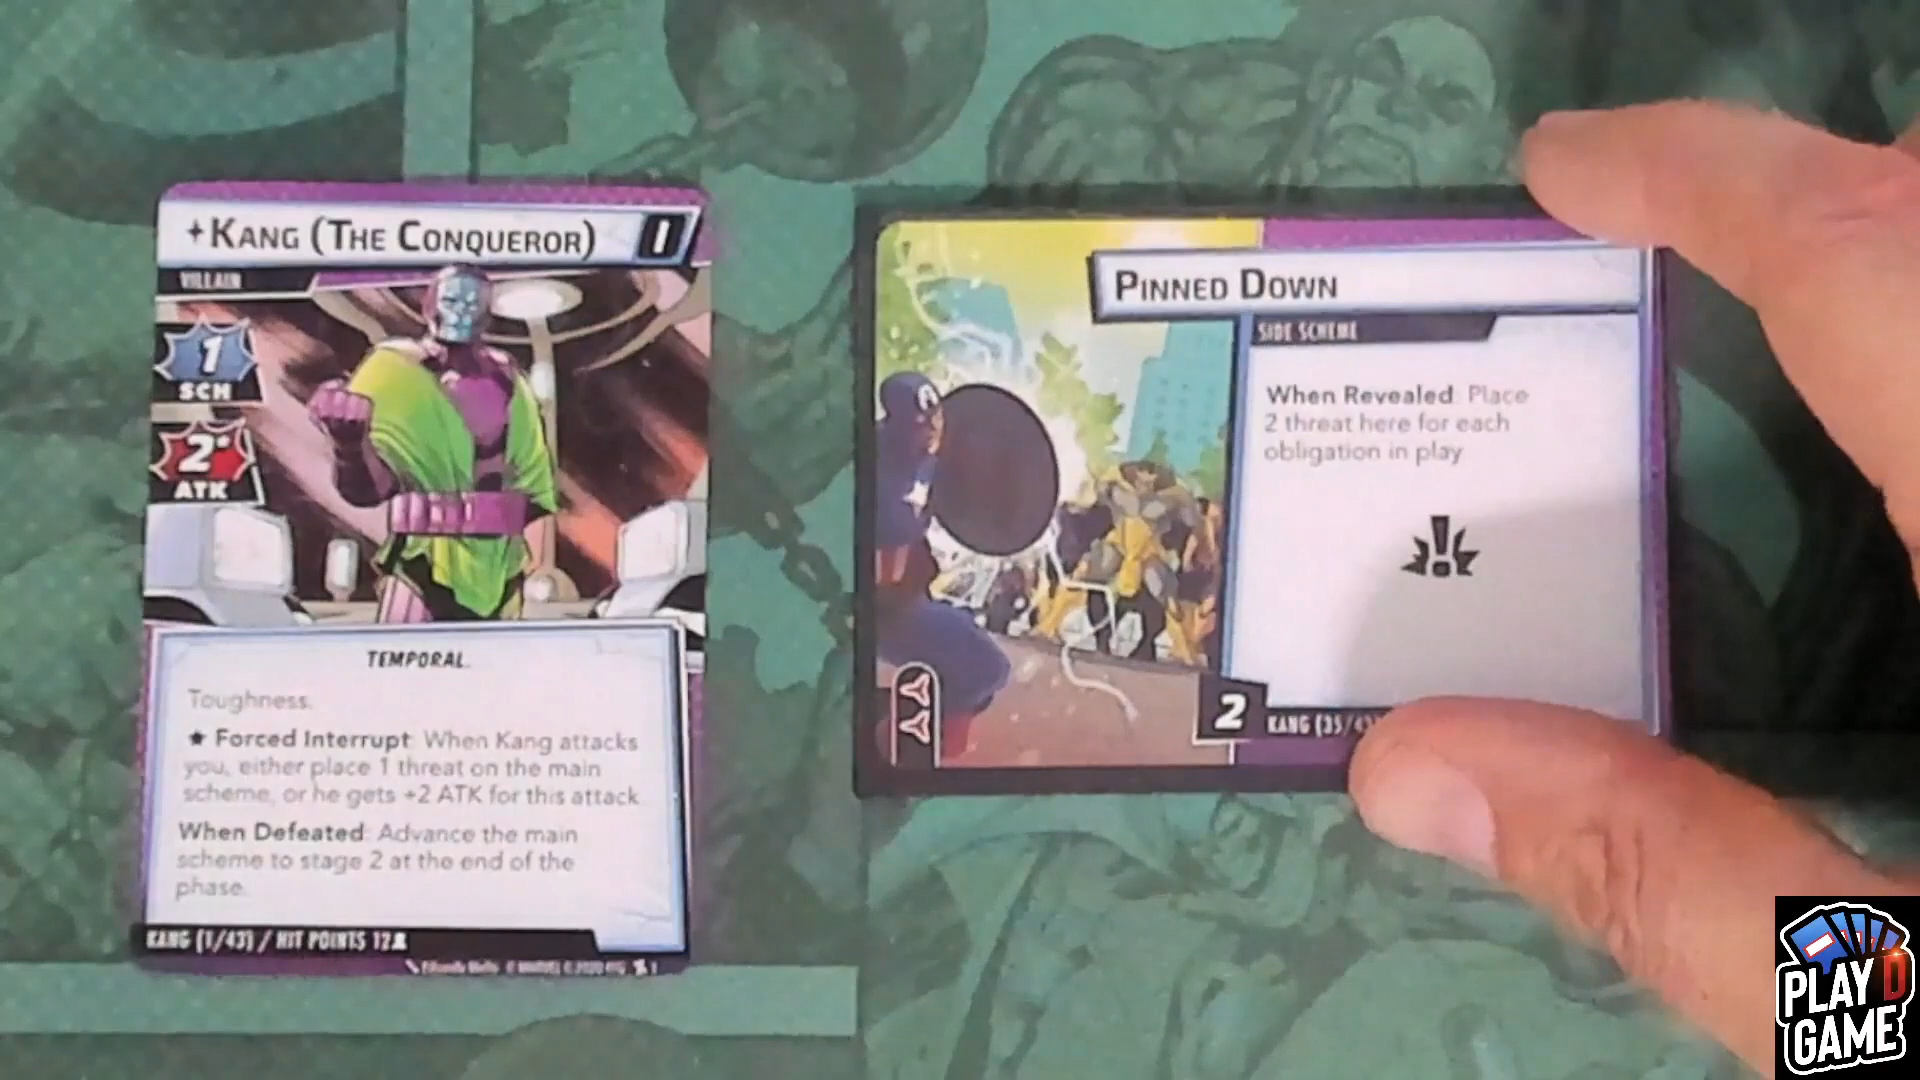 KANG (THE CONQUEROR)
I
VILLAIN
1
SCH
2*
ATK
TEMPORAL.
Toughness.
★ Forced Interrupt: When Kang attacks
you, either place 1 threat on the main
scheme, or he gets +2 ATK for this attack.
When Defeated: Advance the main
scheme to stage 2 at the end of the
phase.
KANG (1/43) / HIT POINTS 12
PINNED DOWN
SIDE SCHEME
When Revealed: Place
2 threat here for each
obligation in play
2
KANG (35/43
PLAY D
GAME